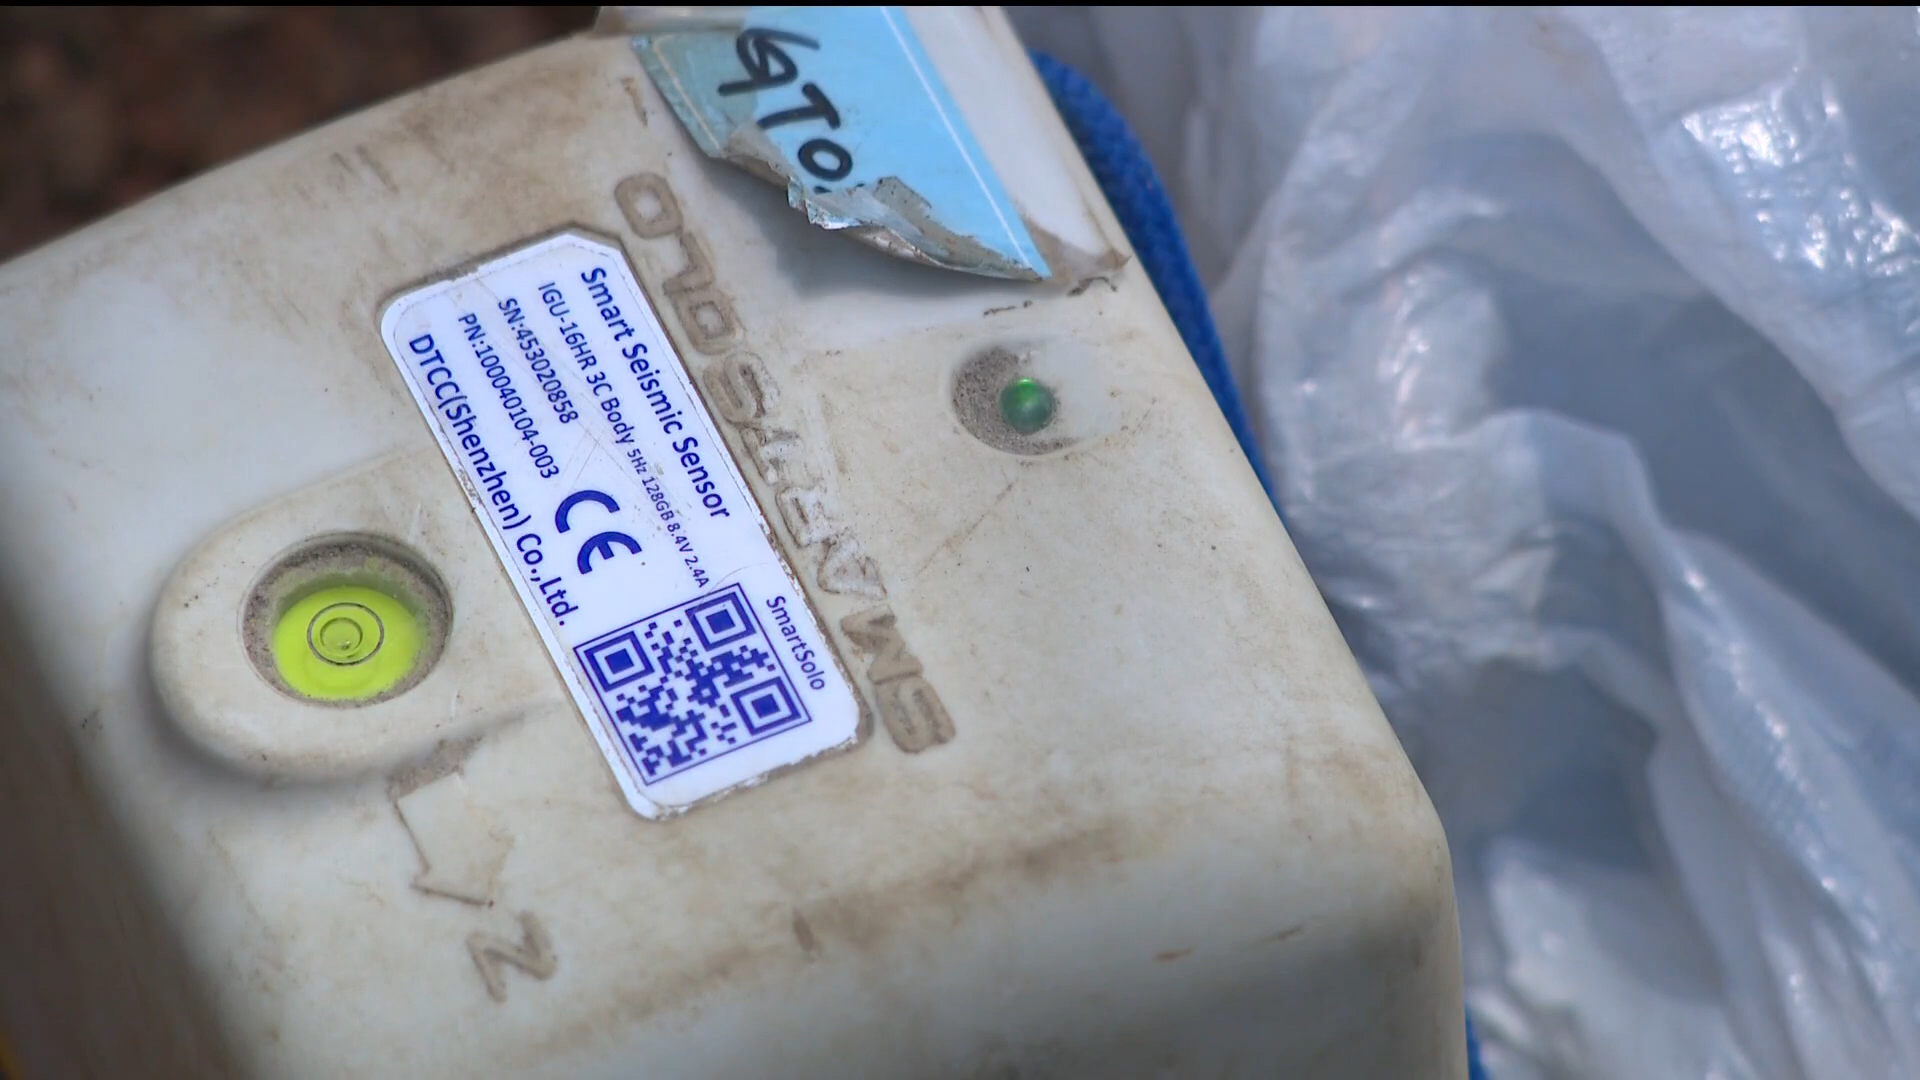 SMARTSOLO
Smart Seismic Sensor
IGU-16HR 3C Body 5Hz 128GB 8.4V 2.4A
SN:453020858
PN:100040104-003
CE
DTCC(Shenzhen) Co.,Ltd.
SmartSolo
N